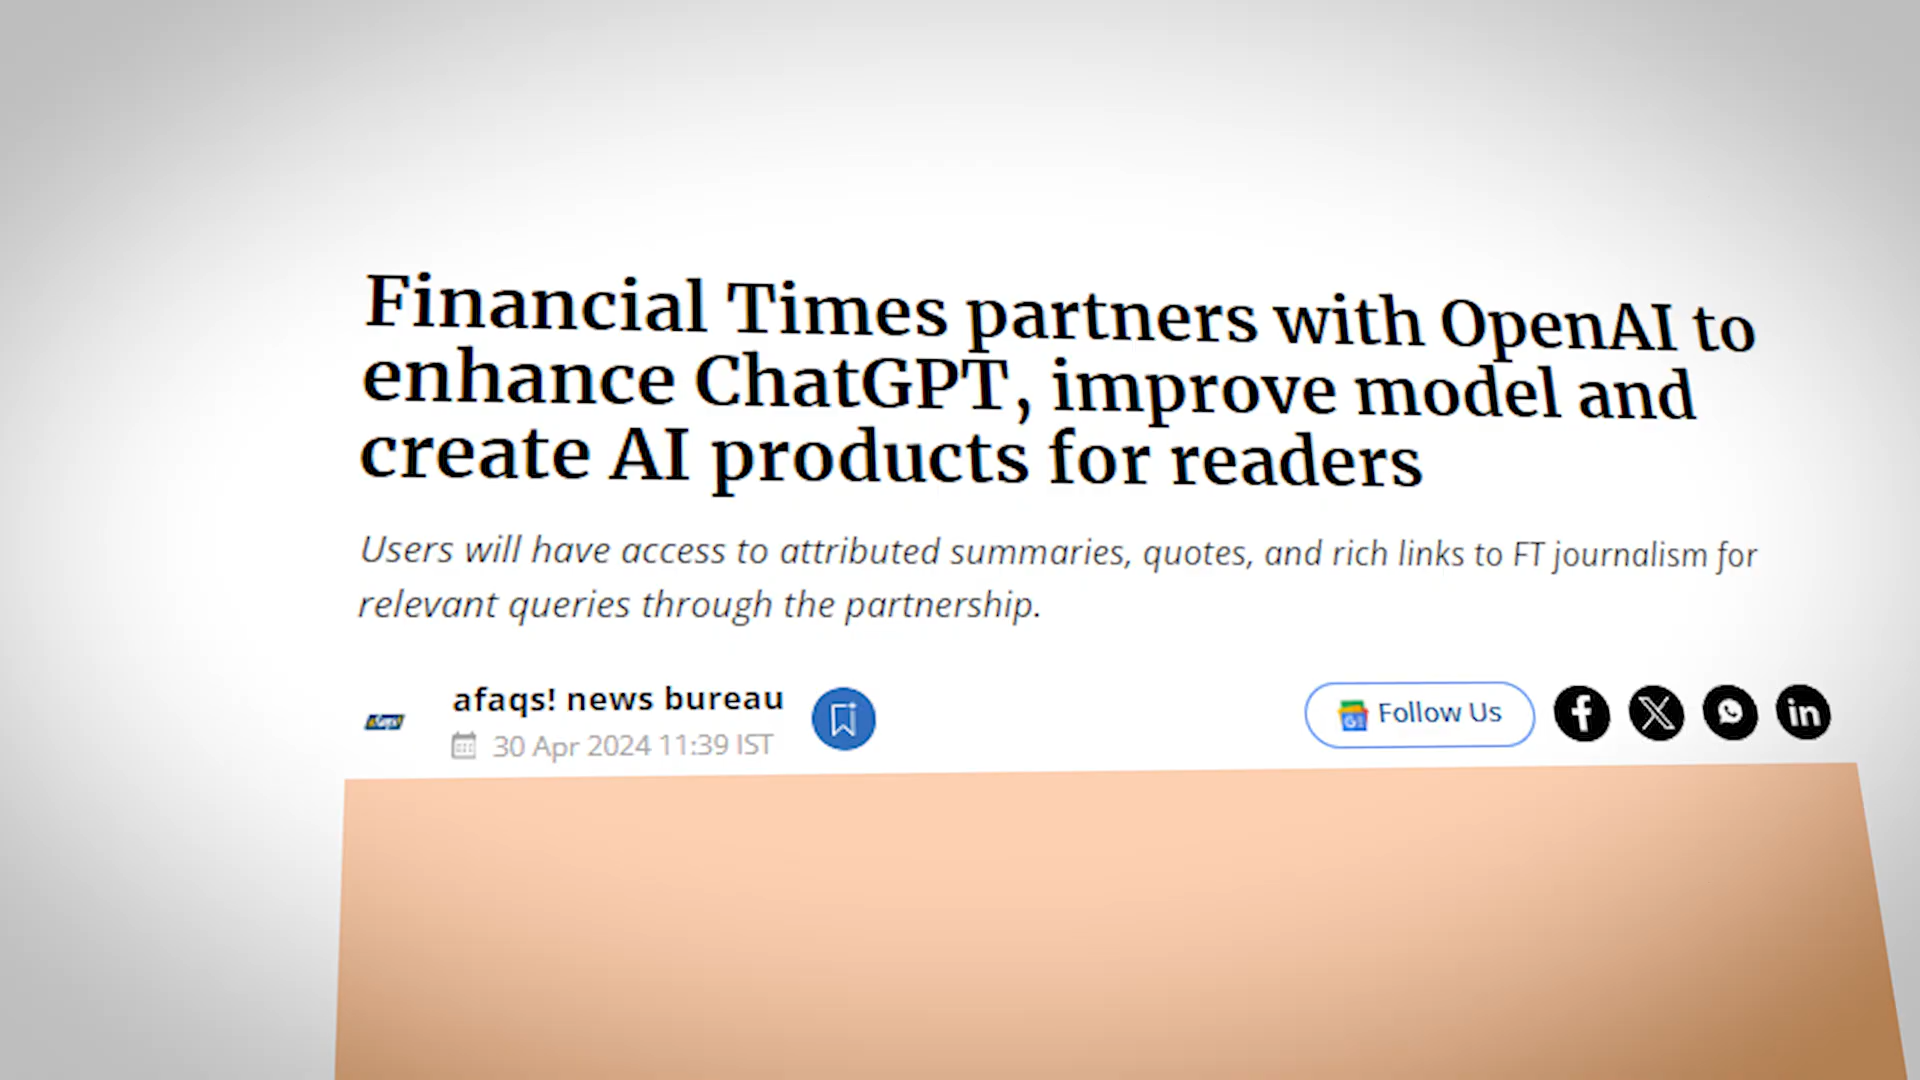 Financial Times partners with OpenAI to
enhance ChatGPT, improve model and
create AI products for readers
Users will have access to attributed summaries, quotes, and rich links to FT journalism for
relevant queries through the partnership.
afaqs! news bureau
30 Apr 2024 11:39 IST
Follow Us